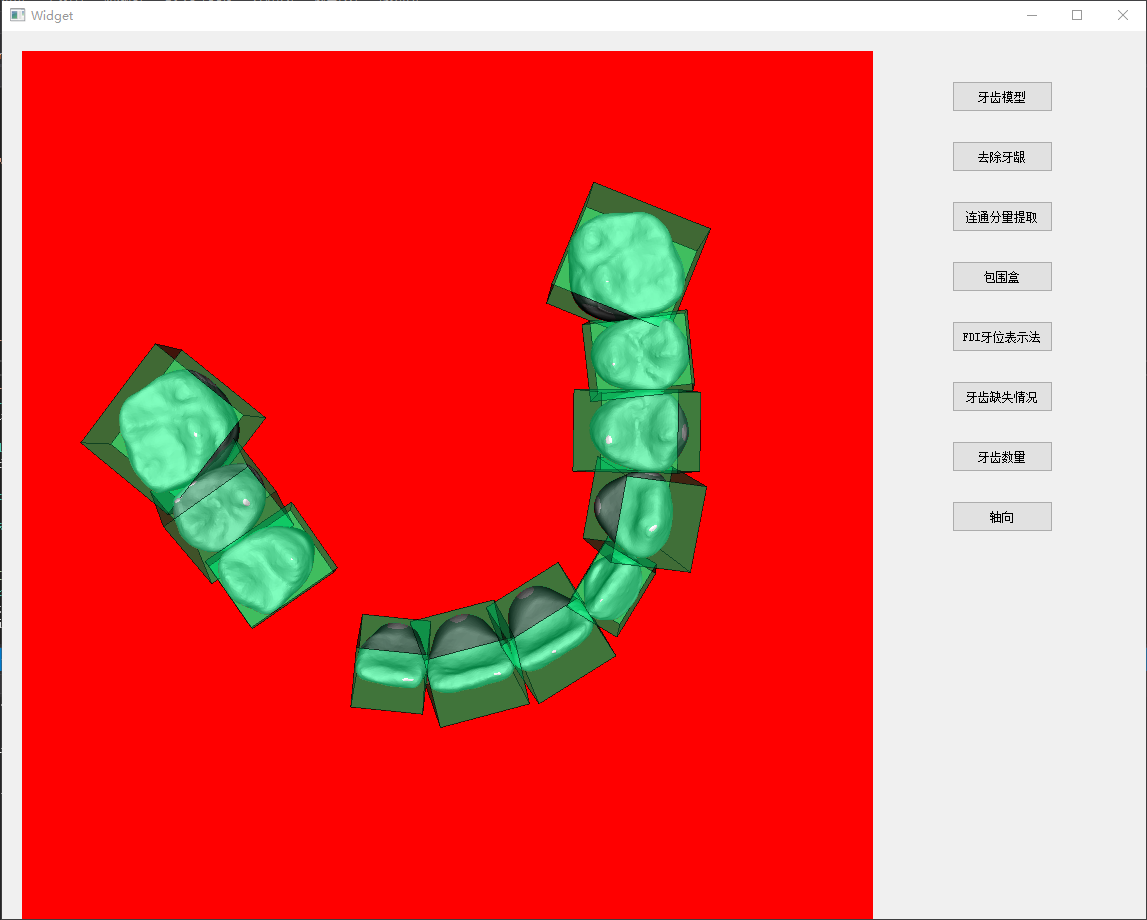 Widget
牙齿模型
去除牙龈
连通分量提取
包围盒
FDI牙位表示法
牙齿缺失情况
牙齿数量
轴向